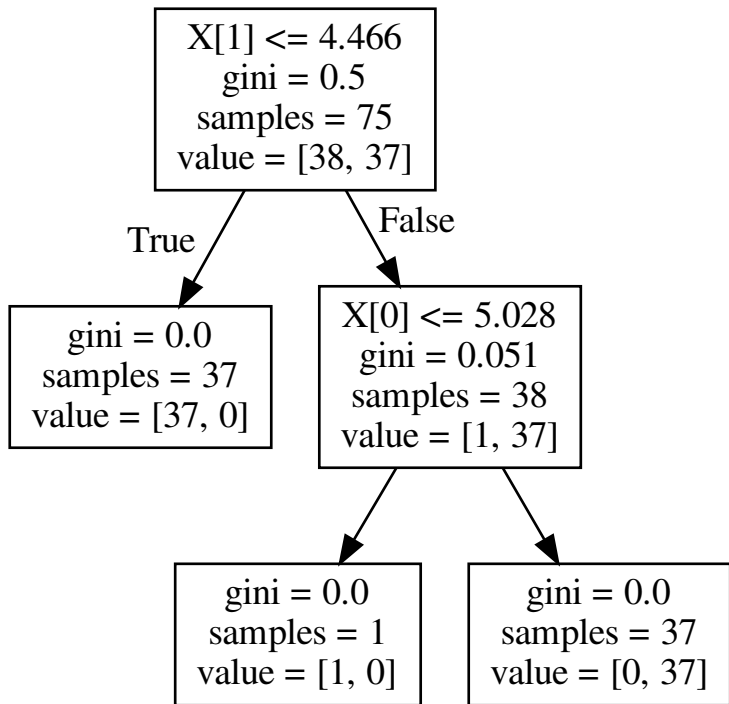 X[1] <= 4.466
gini = 0.5
samples = 75
value = [38, 37]
True
False
gini = 0.0
samples = 37
value = [37, 0]
X[0] <= 5.028
gini = 0.051
samples = 38
value = [1, 37]
gini = 0.0
samples = 1
value = [1, 0]
gini = 0.0
samples = 37
value = [0, 37]